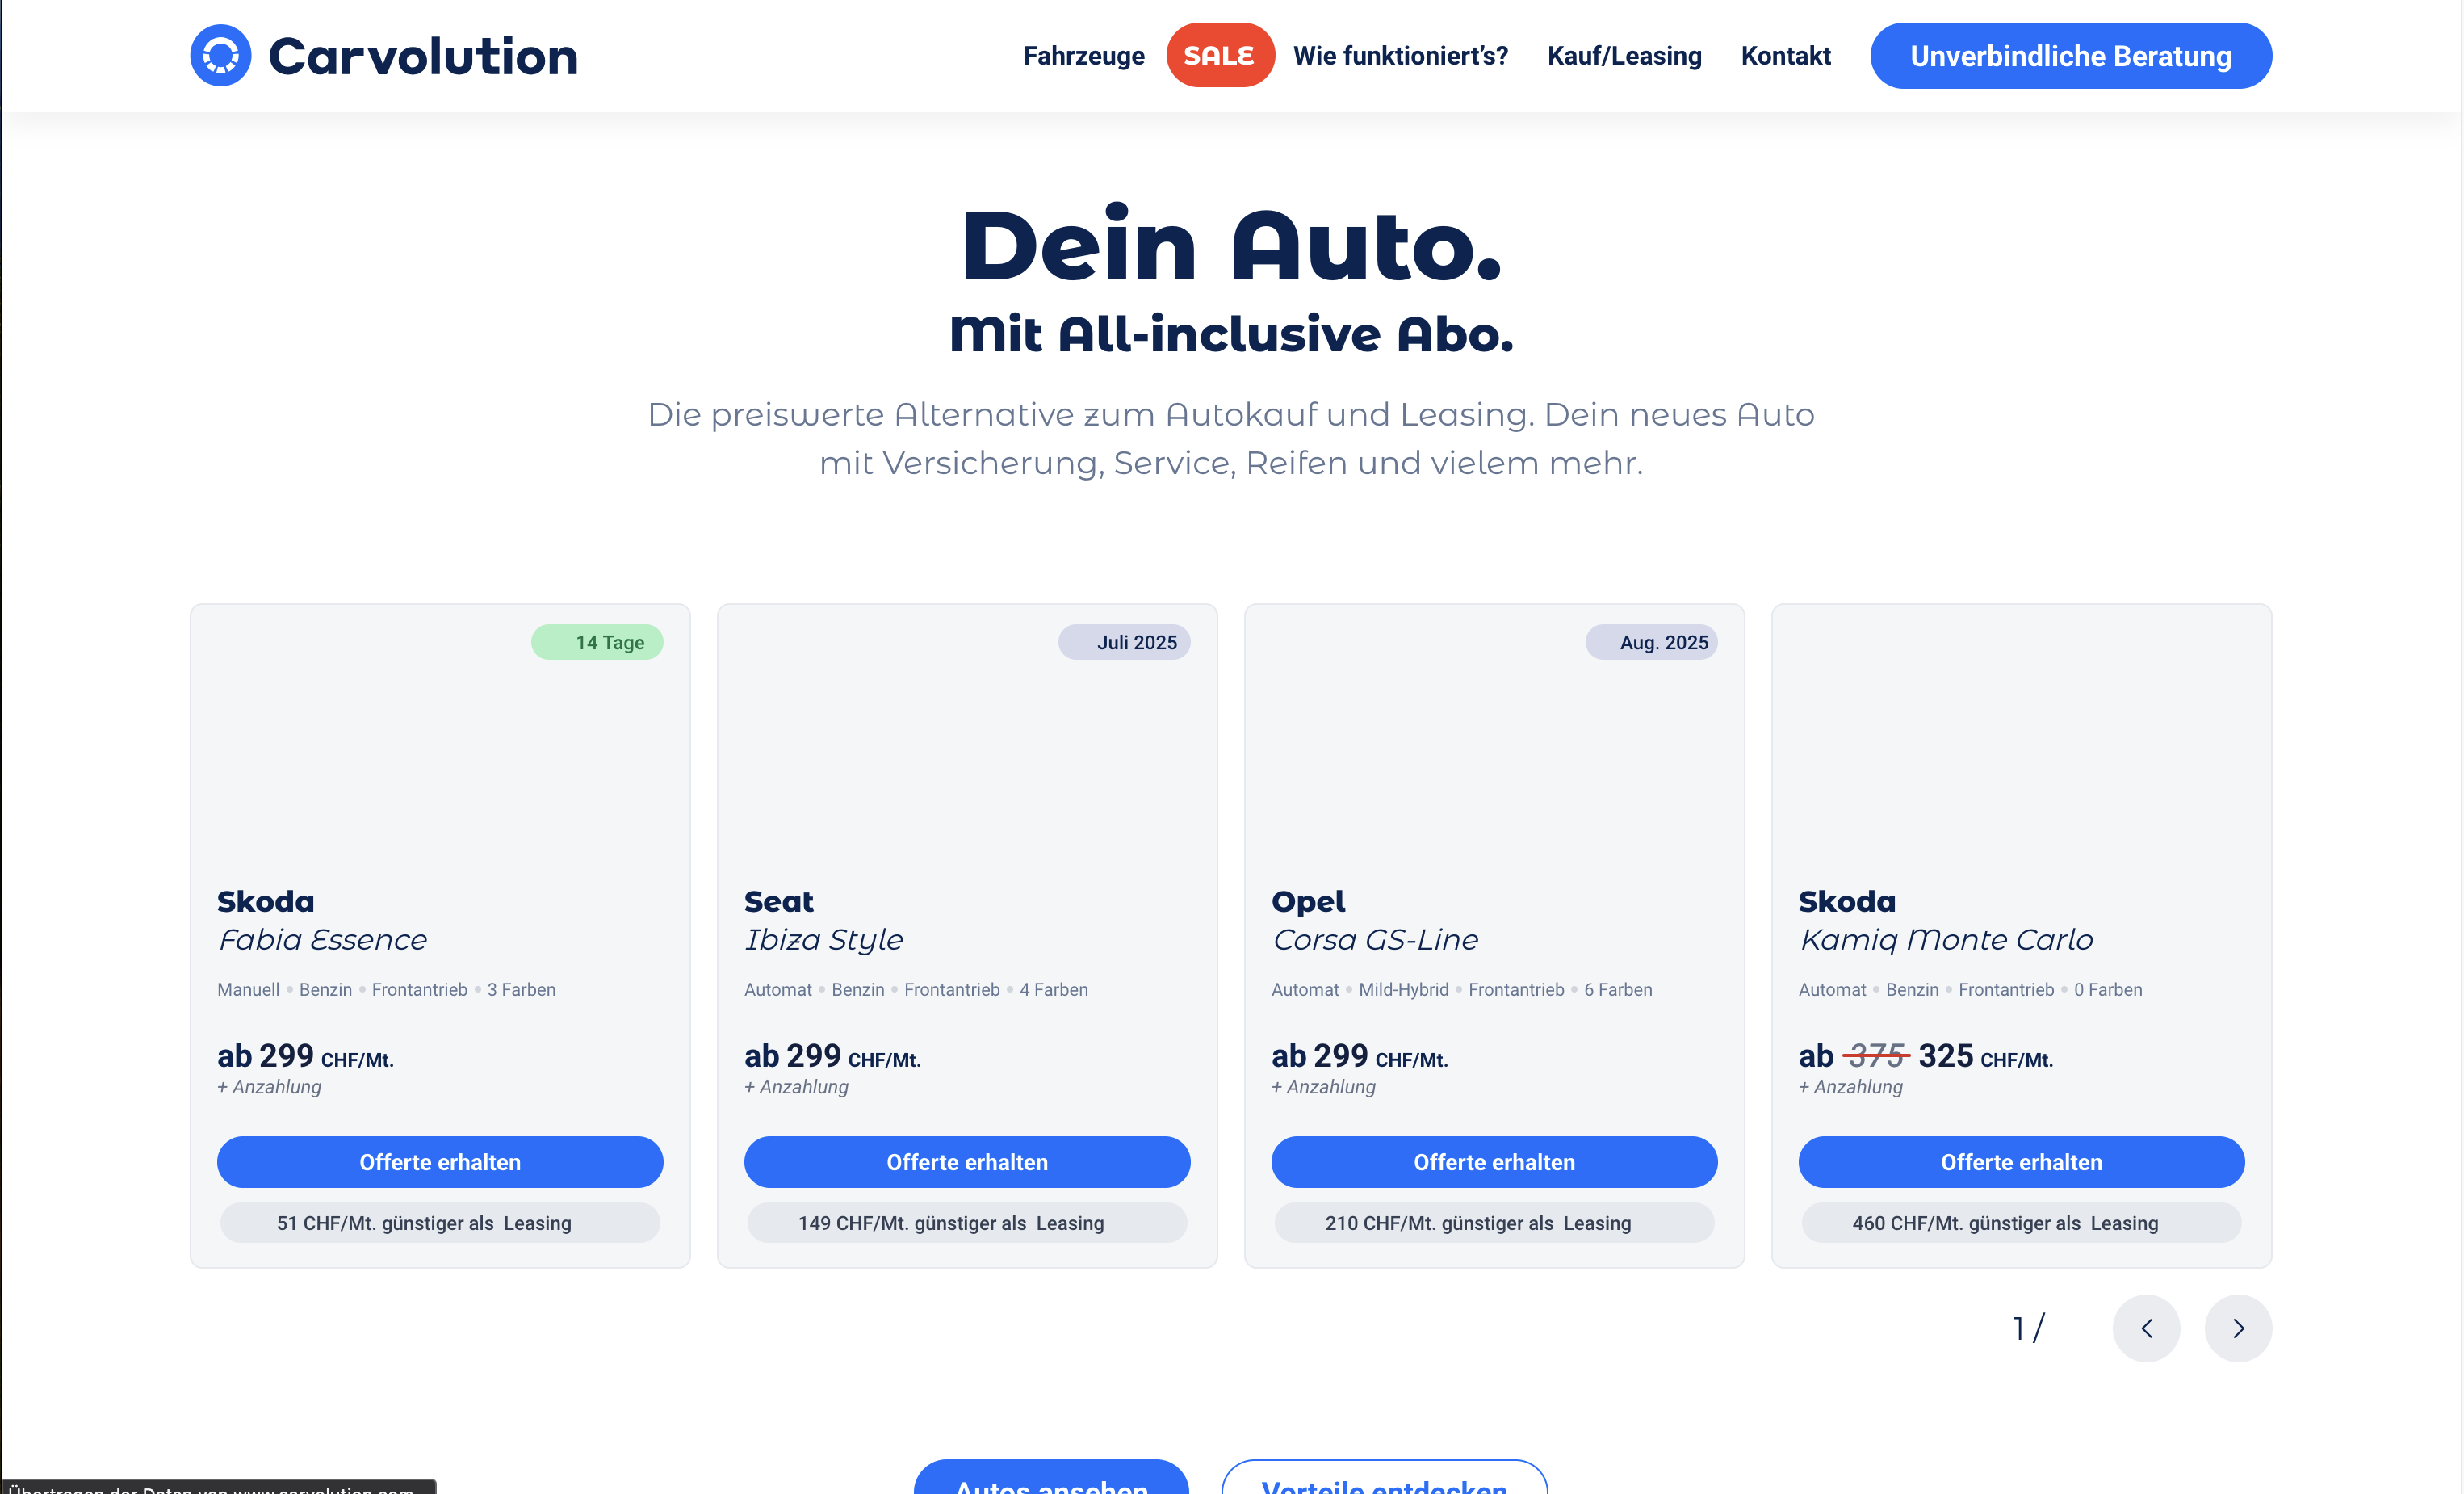 Carvolution
Fahrzeuge SALE Wie funktioniert's? Kauf/Leasing Kontakt Unverbindliche Beratung
Dein Auto.
Mit All-inclusive Abo.
Die preiswerte Alternative zum Autokauf und Leasing. Dein neues Auto
mit Versicherung, Service, Reifen und vielem mehr.
14 Tage
Skoda
Fabia Essence
Manuell • Benzin • Frontantrieb • 3 Farben
ab 299 CHF/Mt.
+ Anzahlung
Offerte erhalten
51 CHF/Mt. günstiger als Leasing
Juli 2025
Seat
Ibiza Style
Automat • Benzin • Frontantrieb • 4 Farben
ab 299 CHF/Mt.
+ Anzahlung
Offerte erhalten
149 CHF/Mt. günstiger als Leasing
Aug. 2025
Opel
Corsa GS-Line
Automat • Mild-Hybrid • Frontantrieb • 6 Farben
ab 299 CHF/Mt.
+ Anzahlung
Offerte erhalten
210 CHF/Mt. günstiger als Leasing
Skoda
Kamiq Monte Carlo
Automat • Benzin • Frontantrieb • 0 Farben
ab 375 325 CHF/Mt.
+ Anzahlung
Offerte erhalten
460 CHF/Mt. günstiger als Leasing
1 /
Autos ansehen Vorteile entdecken
Übertragen der Daten von www.carvolution.com